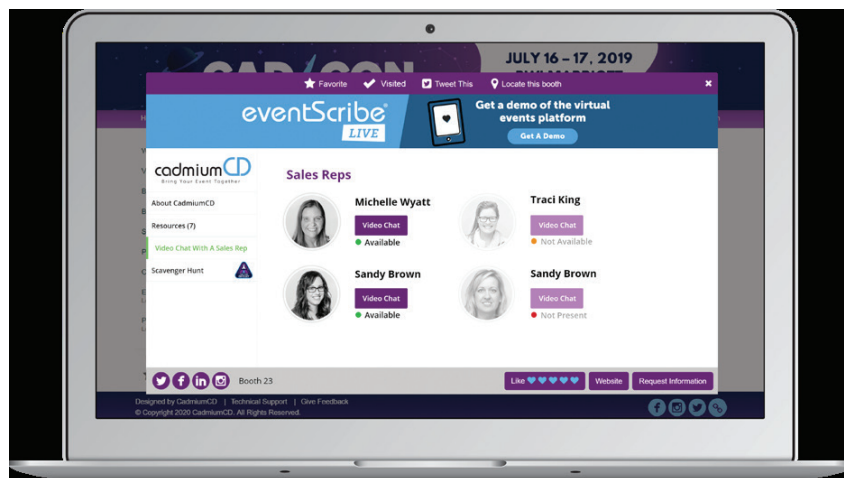 JULY 16 – 17, 2019
Favorite
Visited
Tweet This
Locate this booth
eventScribe®
LIVE
Get a demo of the virtual
events platform
Get A Demo
cadmiumCD
Bring Your Event Together
About CadmiumCD
Resources (7)
Video Chat With A Sales Rep
Scavenger Hunt
Sales Reps
Michelle Wyatt
Video Chat
Available
Traci King
Video Chat
Not Available
Sandy Brown
Video Chat
Available
Sandy Brown
Video Chat
Not Present
Booth 23
Like
Website
Request Information
Designed by CadmiumCD | Technical Support | Give Feedback
© Copyright 2020 CadmiumCD. All Rights Reserved.